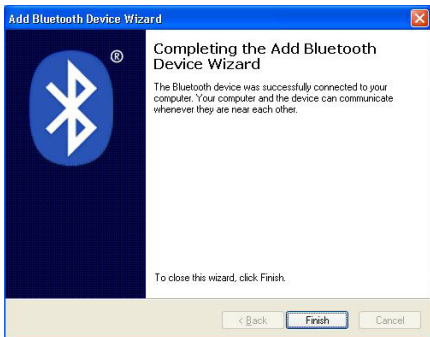 Add Bluetooth Device Wizard
®
Completing the Add Bluetooth
Device Wizard
The Bluetooth device was successfully connected to your
computer. Your computer and the device can communicate
whenever they are near each other.
To close this wizard, click Finish.
< Back
Finish
Cancel